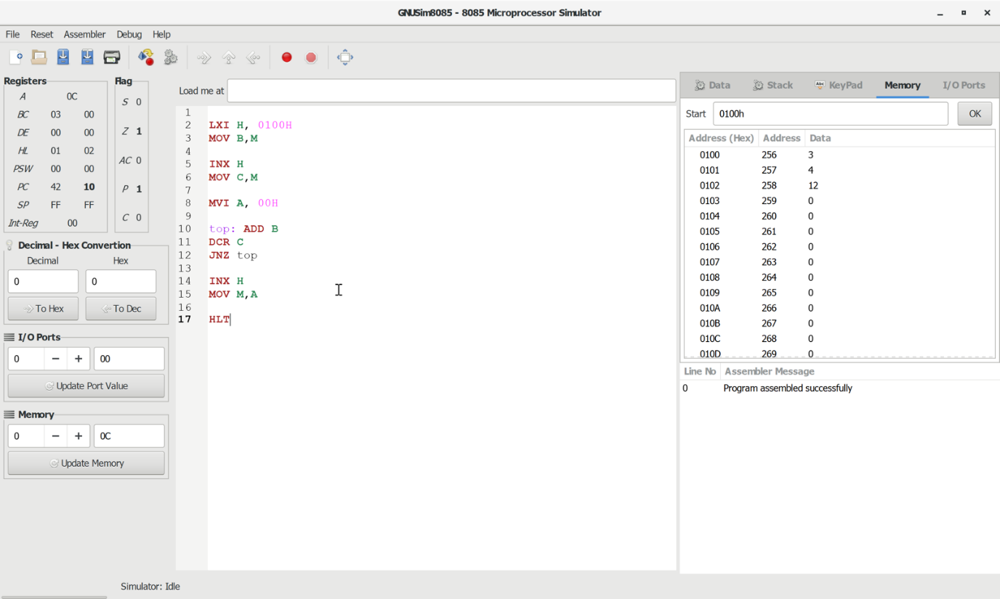 GNUSim8085 - 8085 Microprocessor Simulator
File Reset Assembler Debug Help
Registers
A 0C
BC 03 00
DE 00 00
HL 01 02
PSW 00 00
PC 42 10
SP FF FF
Int-Reg 00
Flag
S 0
Z 1
AC 0
P 1
C 0
Decimal - Hex Convertion
Decimal Hex
0 0
To Hex To Dec
I/O Ports
0 − + 00
Update Port Value
Memory
0 − + 0C
Update Memory
Load me at
1
2 LXI H, 0100H
3 MOV B,M
4
5 INX H
6 MOV C,M
7
8 MVI A, 00H
9
10 top: ADD B
11 DCR C
12 JNZ top
13
14 INX H
15 MOV M,A
16
17 HLT
Data Stack Abc KeyPad Memory I/O Ports
Start 0100h OK
Address (Hex) Address Data
0100 256 3
0101 257 4
0102 258 12
0103 259 0
0104 260 0
0105 261 0
0106 262 0
0107 263 0
0108 264 0
0109 265 0
010A 266 0
010B 267 0
010C 268 0
010D 269 0
Line No Assembler Message
0 Program assembled successfully
Simulator: Idle